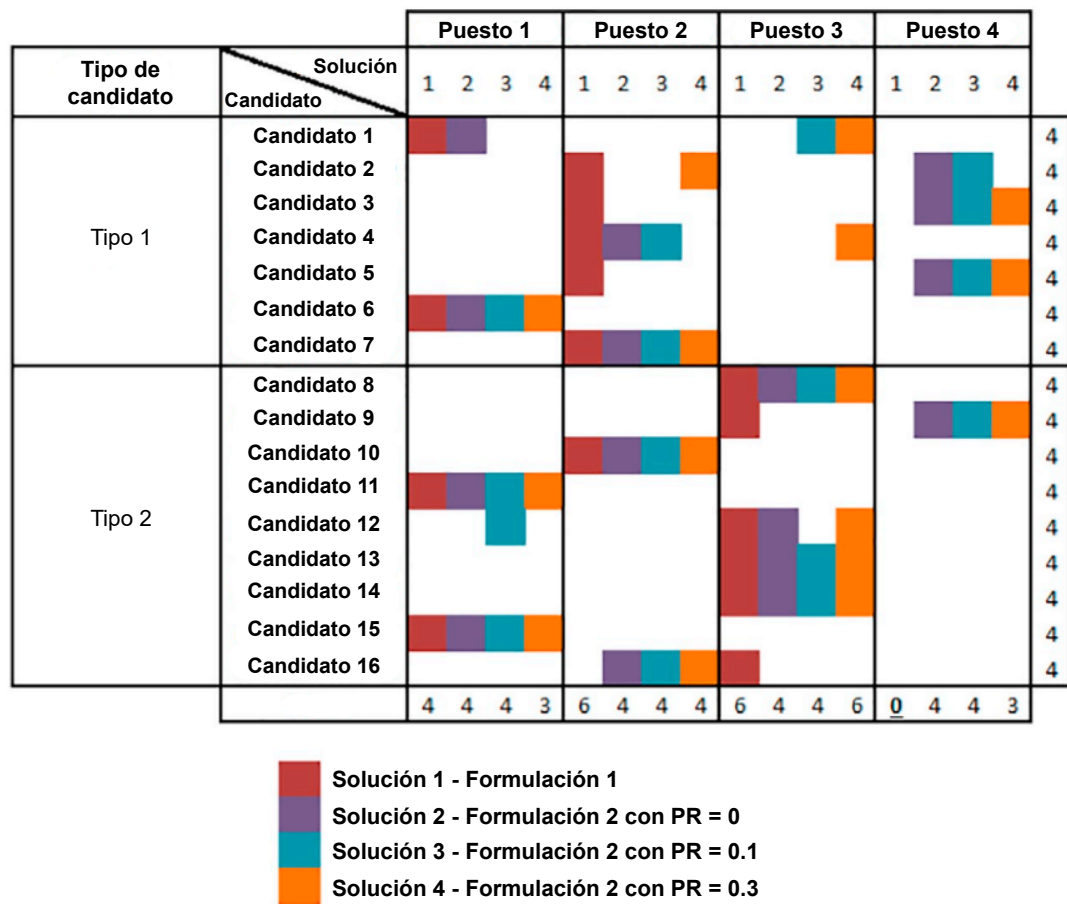 Puesto 1 Puesto 2 Puesto 3 Puesto 4
Tipo de candidato Solución Candidato 1 2 3 4 1 2 3 4 1 2 3 4 1 2 3 4
Tipo 1
Candidato 1 4
Candidato 2 4
Candidato 3 4
Candidato 4 4
Candidato 5 4
Candidato 6 4
Candidato 7 4
Tipo 2
Candidato 8 4
Candidato 9 4
Candidato 10 4
Candidato 11 4
Candidato 12 4
Candidato 13 4
Candidato 14 4
Candidato 15 4
Candidato 16 4
4 4 4 3 6 4 4 4 6 4 4 6 0 4 4 3
Solución 1 - Formulación 1
Solución 2 - Formulación 2 con PR = 0
Solución 3 - Formulación 2 con PR = 0.1
Solución 4 - Formulación 2 con PR = 0.3